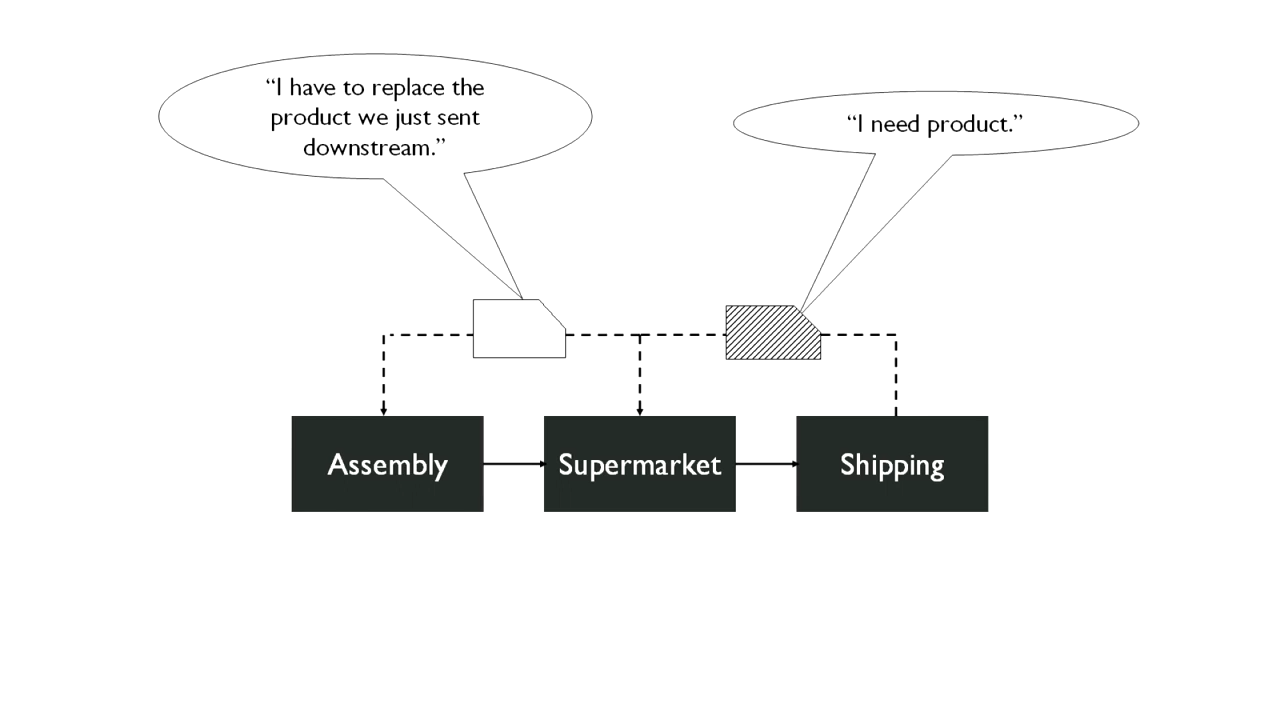 “I have to replace the
product we just sent
downstream.”
“I need product.”
Assembly
Supermarket
Shipping